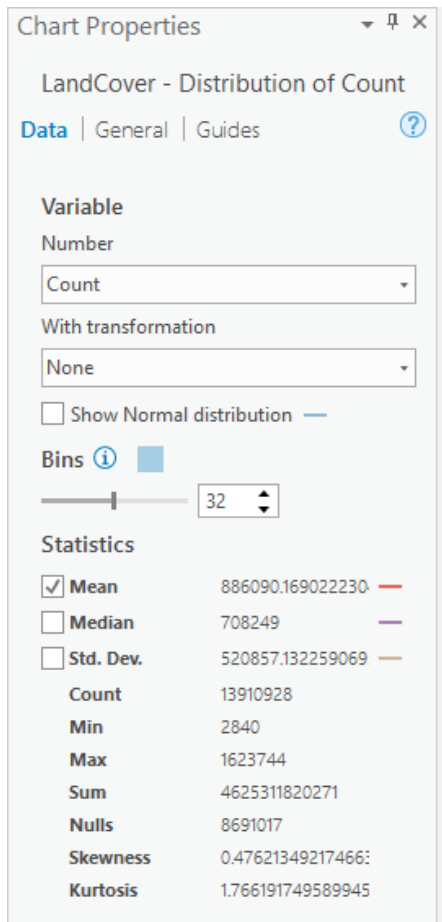 Chart Properties
LandCover - Distribution of Count
Data | General | Guides
Variable
Number
Count
With transformation
None
Show Normal distribution
Bins
32
Statistics
Mean 886090.169022230
Median 708249
Std. Dev. 520857.132259069
Count 13910928
Min 2840
Max 1623744
Sum 4625311820271
Nulls 8691017
Skewness 0.476213492174663
Kurtosis 1.766191749589945